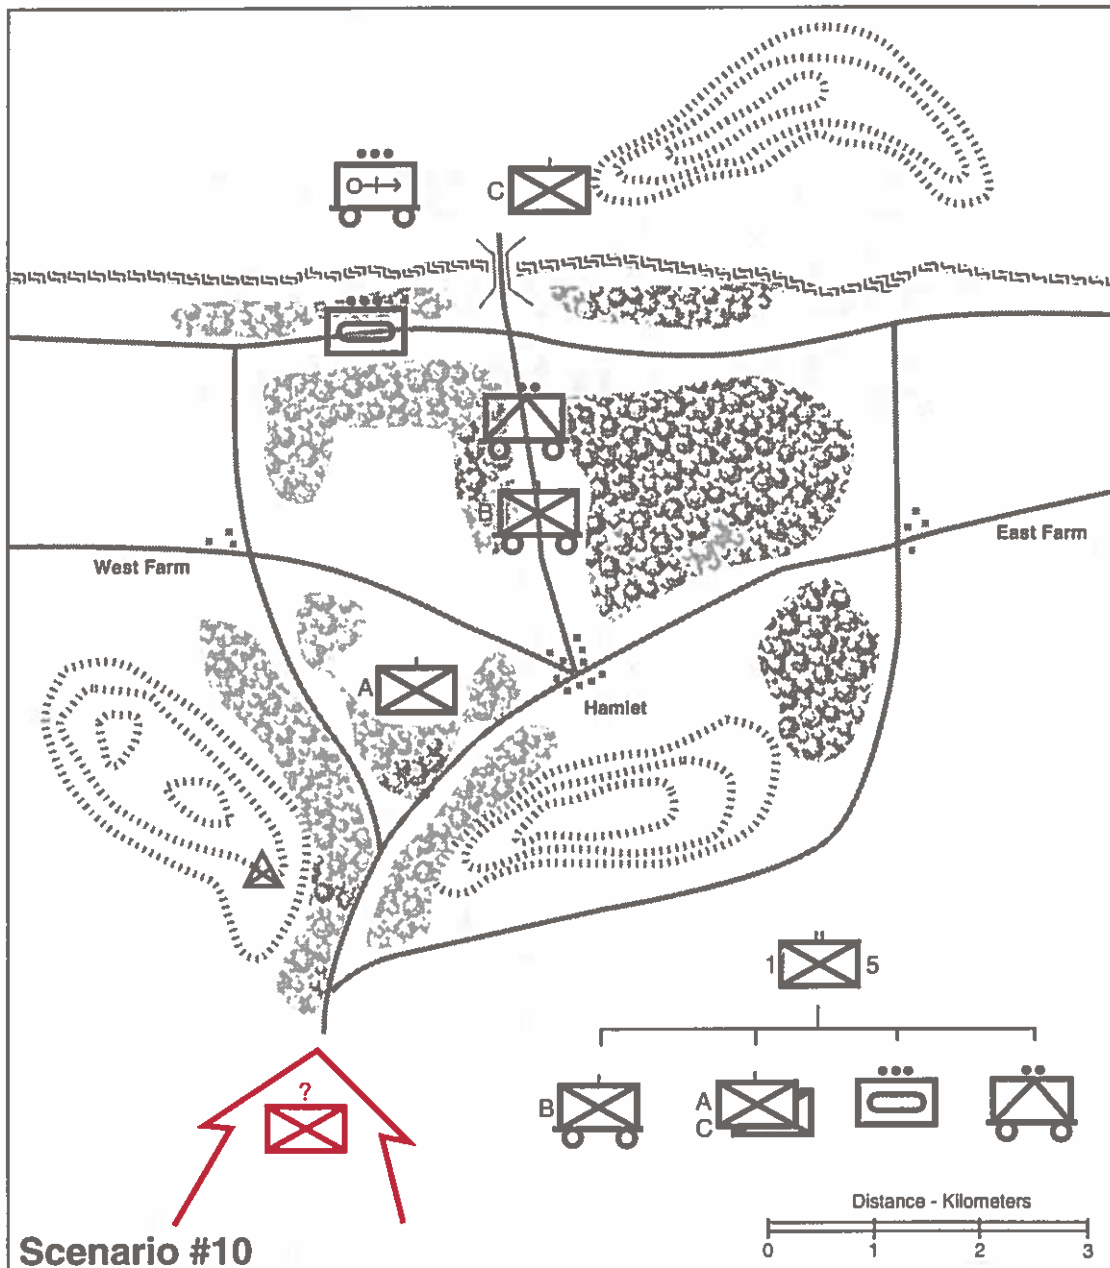 C
B
West Farm
East Farm
A
Hamlet
1 5
B
A
C
?
Distance - Kilometers
0 1 2 3
Scenario #10